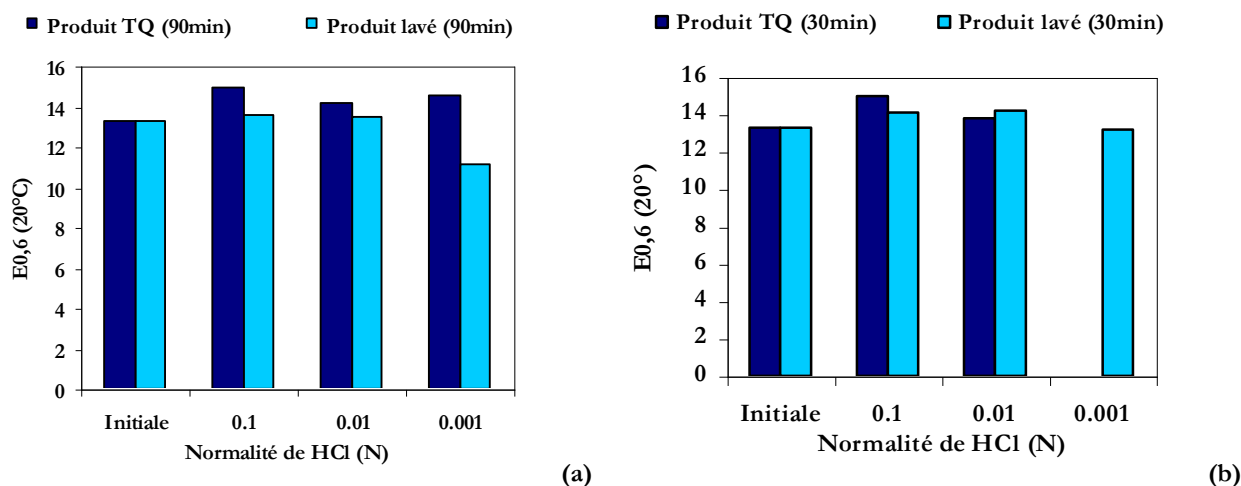 Produit TQ (90min) Produit lavé (90min)
16
14
12
10
8
6
4
2
0
E0,6 (20°C)
Initiale 0.1 0.01 0.001
Normalité de HCl (N)
(a)
Produit TQ (30min) Produit lavé (30min)
16
14
12
10
8
6
4
2
0
E0,6 (20°)
Initiale 0.1 0.01 0.001
Normalité de HCl (N)
(b)